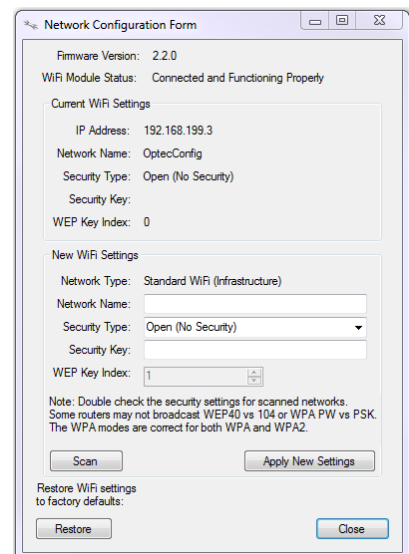 Network Configuration Form
Firmware Version: 2.2.0
WiFi Module Status: Connected and Functioning Properly
Current WiFi Settings
IP Address: 192.168.199.3
Network Name: OptecConfig
Security Type: Open (No Security)
Security Key:
WEP Key Index: 0
New WiFi Settings
Network Type: Standard WiFi (Infrastructure)
Network Name:
Security Type: Open (No Security)
Security Key:
WEP Key Index: 1
Note: Double check the security settings for scanned networks.
Some routers may not broadcast WEP40 vs 104 or WPA PW vs PSK.
The WPA modes are correct for both WPA and WPA2.
Scan Apply New Settings
Restore WiFi settings
to factory defaults:
Restore Close